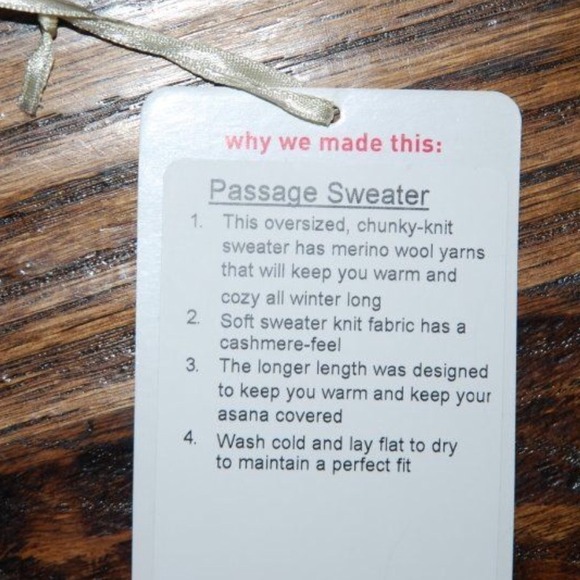 why we made this:
Passage Sweater
1. This oversized, chunky-knit
sweater has merino wool yarns
that will keep you warm and
cozy all winter long
2. Soft sweater knit fabric has a
cashmere-feel
3. The longer length was designed
to keep you warm and keep your
asana covered
4. Wash cold and lay flat to dry
to maintain a perfect fit